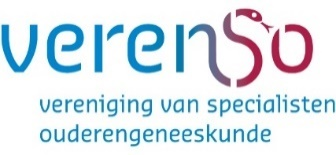 verenso
vereniging van specialisten
ouderengeneeskunde